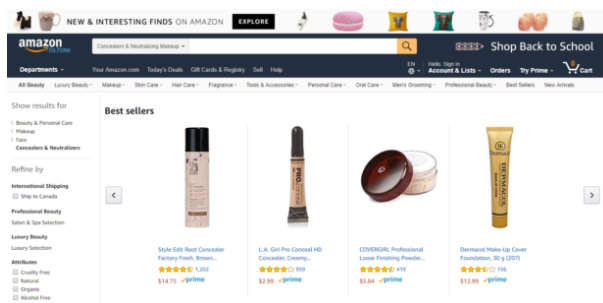 NEW & INTERESTING FINDS ON AMAZON EXPLORE
amazon
Try Prime
Concealers & Neutralizing Makeup
Shop Back to School
Departments
Your Amazon.com Today's Deals Gift Cards & Registry Sell Help
EN
Hello. Sign in
Account & Lists Orders Try Prime 0 Cart
All Beauty Luxury Beauty Makeup Skin Care Hair Care Fragrance Tools & Accessories Personal Care Oral Care Men's Grooming Professional Beauty Best Sellers New Arrivals
Show results for
Beauty & Personal Care
Makeup
Face
Concealers & Neutralizers
Refine by
International Shipping
Ship to Canada
Professional Beauty
Salon & Spa Selection
Luxury Beauty
Luxury Selection
Attributes
Cruelty Free
Natural
Organic
Alcohol Free
Best sellers
PRO.conceal
DERMACOL
Style Edit Root Concealer
Factory Fresh, Brown...
1,202
$14.75 prime
L.A. Girl Pro Conceal HD
Concealer, Creamy...
959
$2.99 prime
COVERGIRL Professional
Loose Finishing Powder...
419
$5.84 prime
Dermacol Make-Up Cover
Foundation, 30 g (207)
156
$12.99 prime